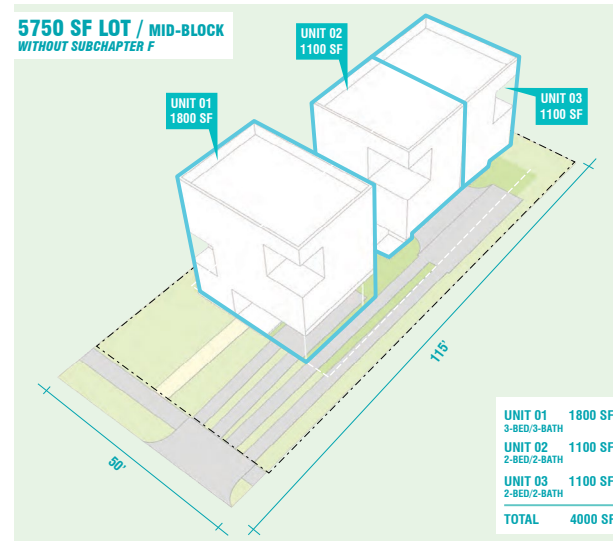 5750 SF LOT / MID-BLOCK
WITHOUT SUBCHAPTER F
UNIT 02
1100 SF
UNIT 01
1800 SF
UNIT 03
1100 SF
115'
50'
UNIT 01 1800 SF
3-BED/3-BATH
UNIT 02 1100 SF
2-BED/2-BATH
UNIT 03 1100 SF
2-BED/2-BATH
TOTAL 4000 SF